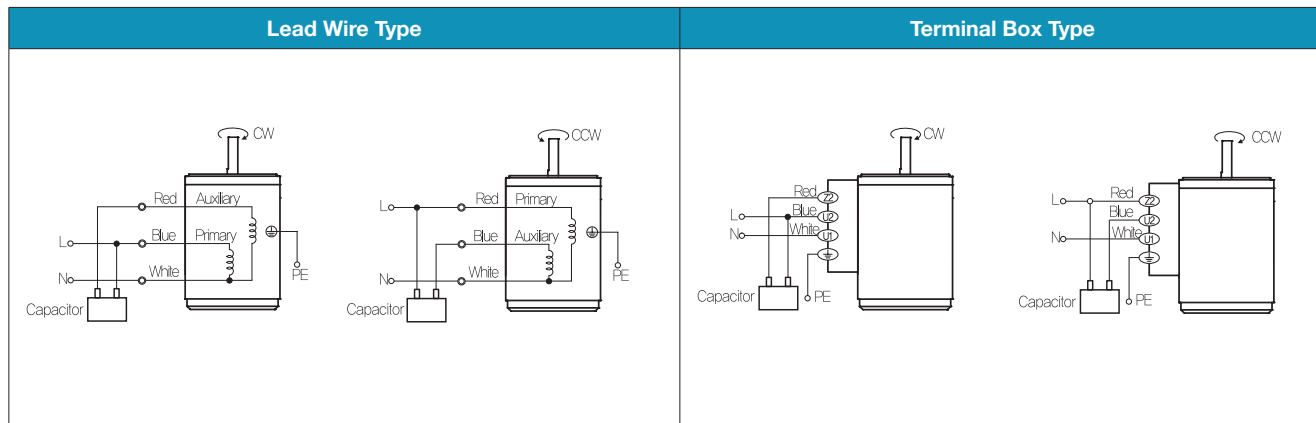 Lead Wire Type
Terminal Box Type
CW
Red Auxiliary
L Blue Primary
N White
PE
Capacitor
CCW
L Red Primary
Blue Auxiliary
N White
PE
Capacitor
CW
Red Z2
L Blue U2
N White U1
Capacitor PE
CCW
L Red Z2
Blue U2
N White U1
Capacitor PE